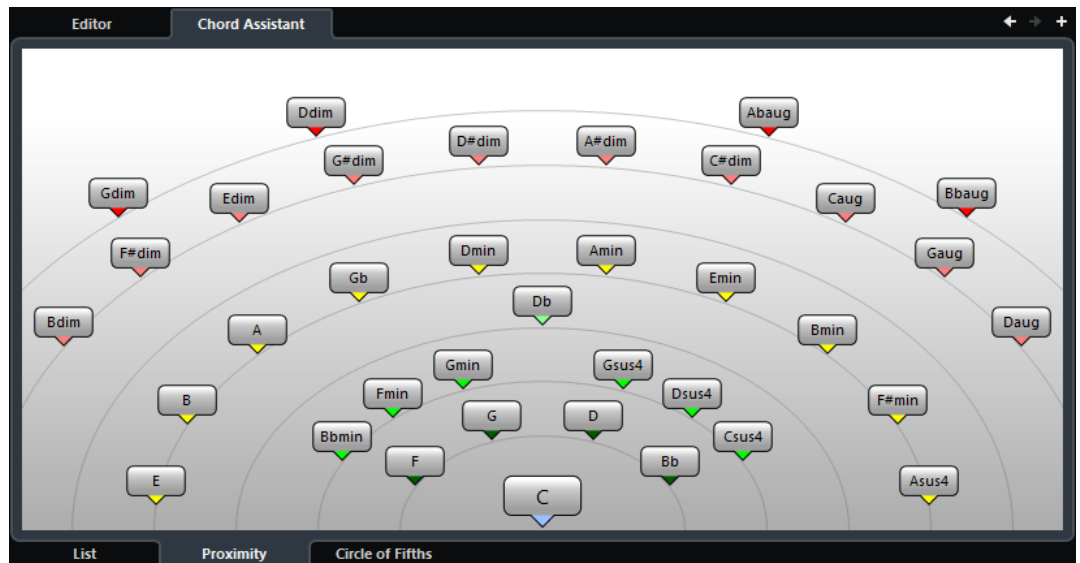 Editor
Chord Assistant
Ddim
Abaug
D#dim
A#dim
G#dim
C#dim
Gdim
Edim
Caug
Bbaug
F#dim
Dmin
Amin
Gaug
Gb
Emin
Db
Bdim
A
Bmin
Daug
Gmin
Gsus4
Fmin
Dsus4
B
F#min
G
D
Bbmin
Csus4
F
Bb
E
Asus4
C
List
Proximity
Circle of Fifths